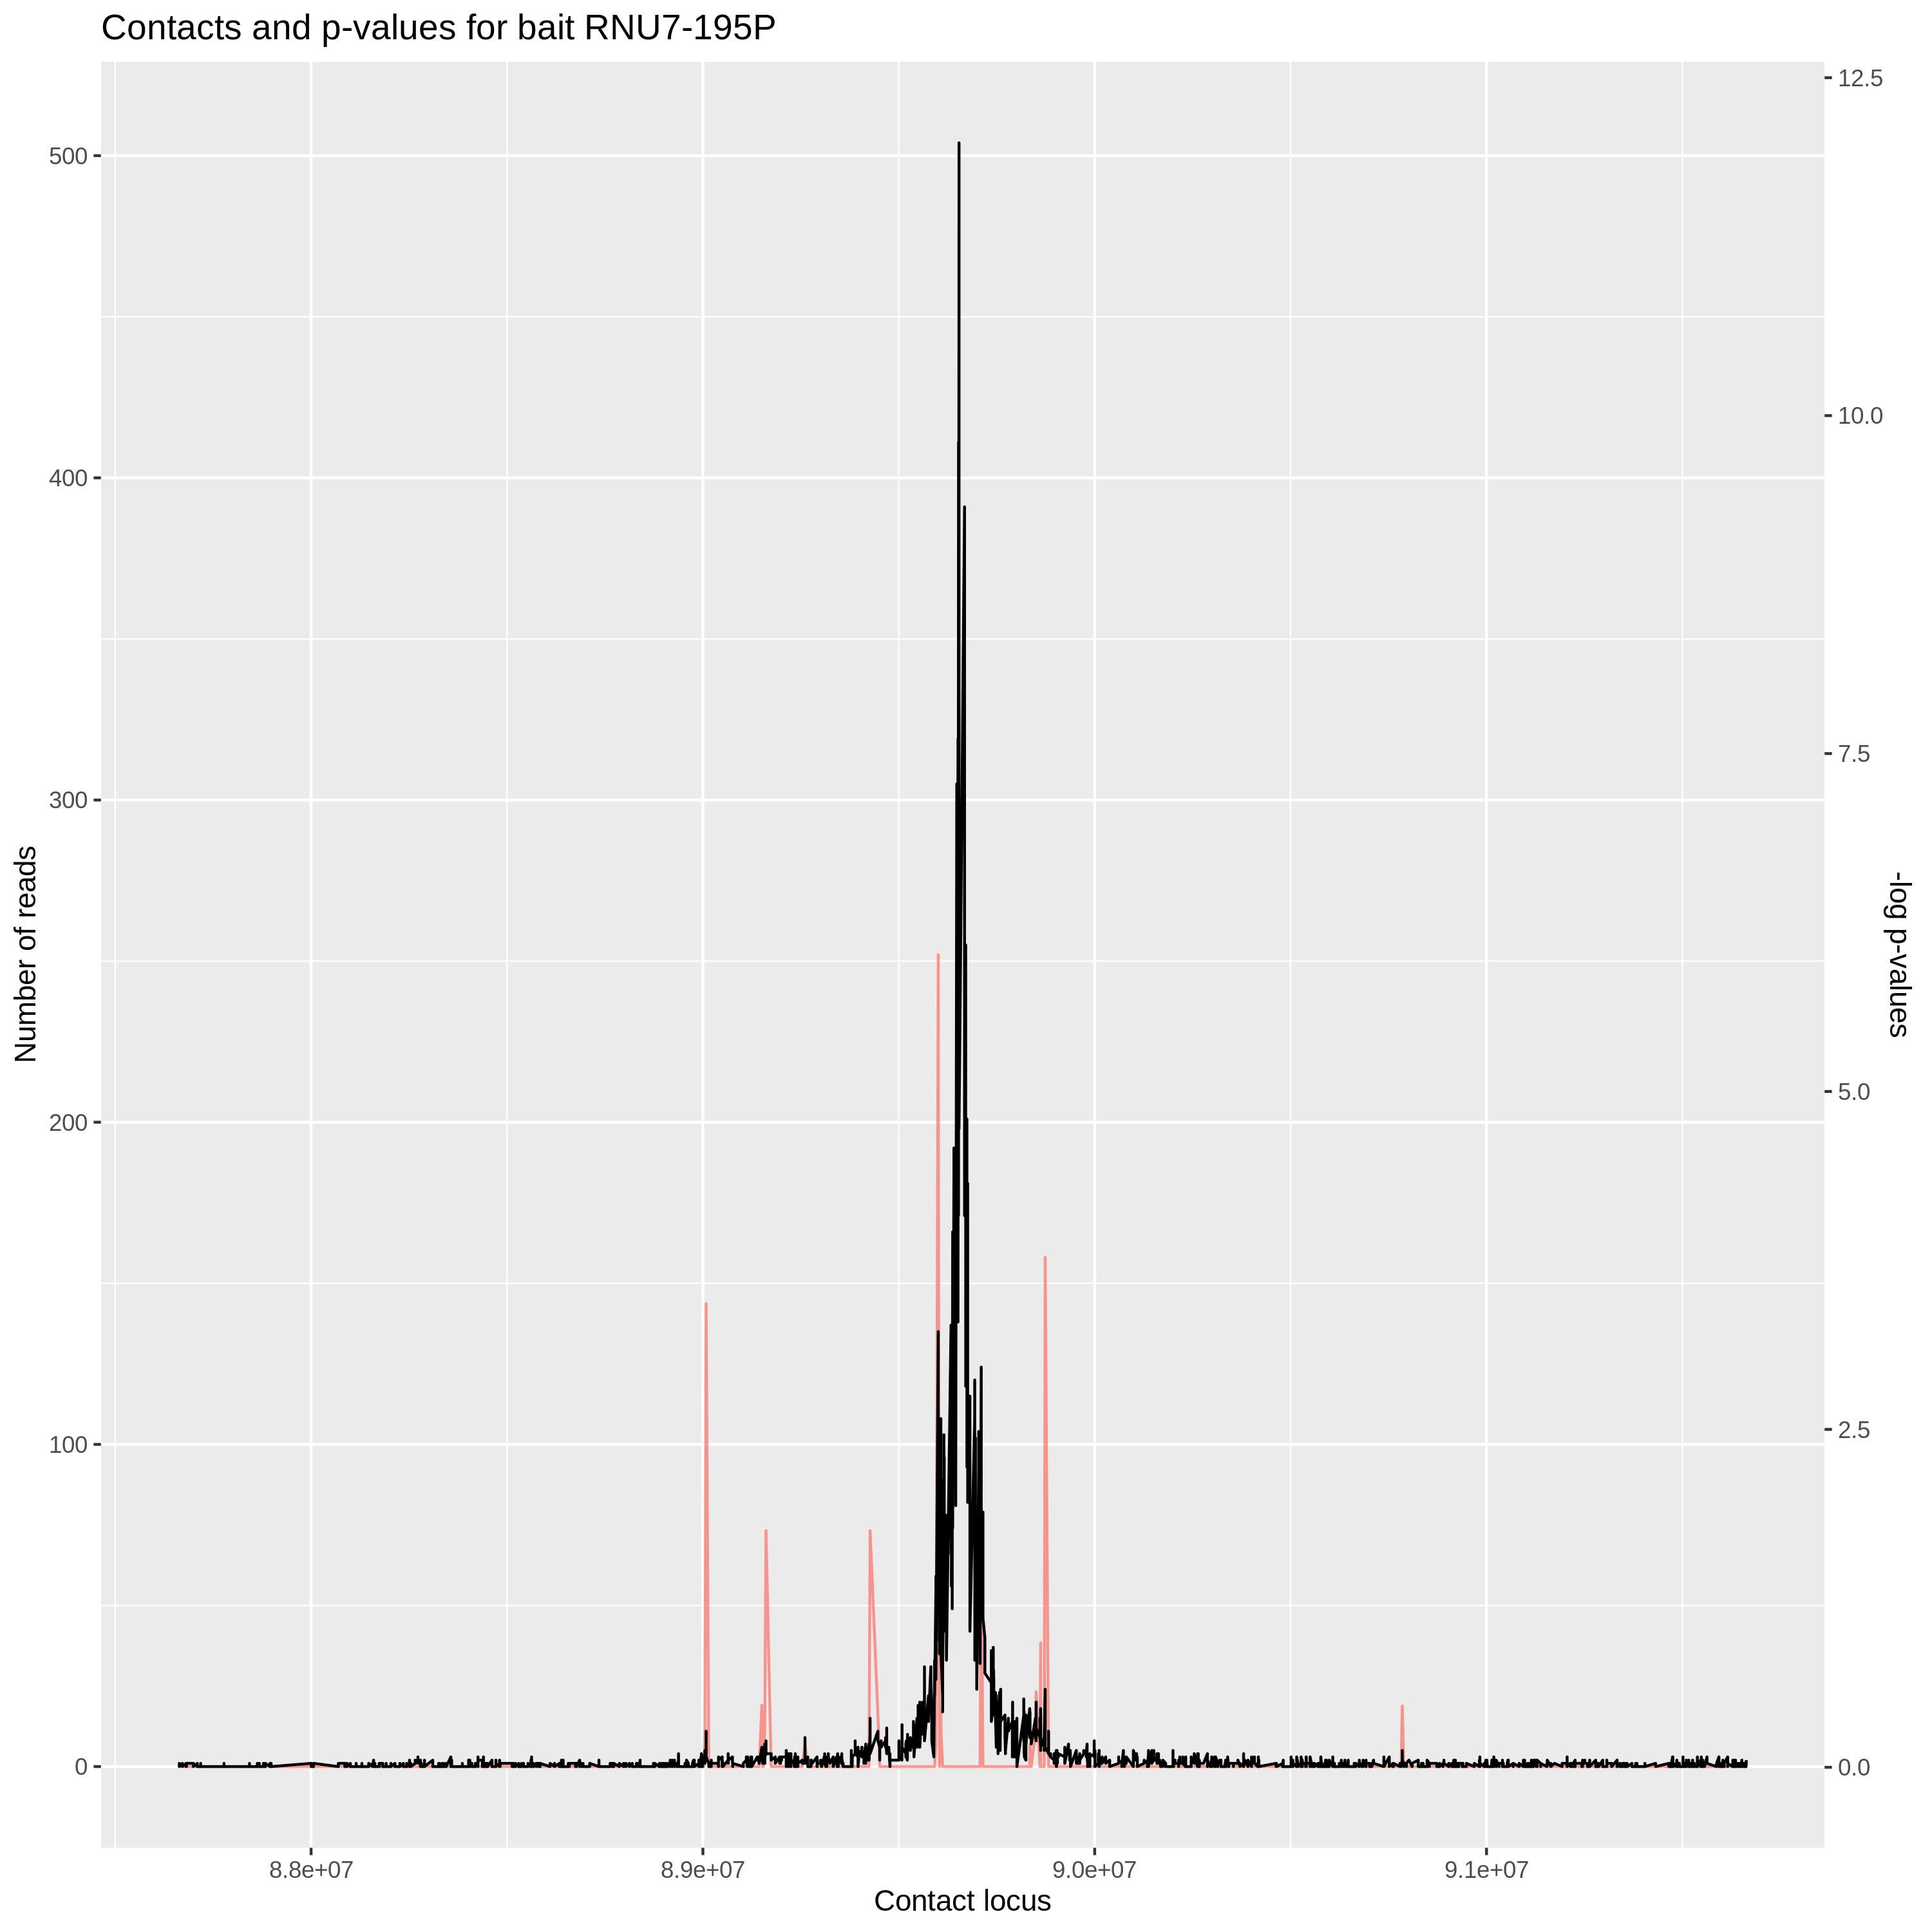 Contacts and p-values for bait RNU7-195P
Number of reads
500
400
300
200
100
0
12.5
10.0
7.5
5.0
2.5
0.0
-log p-values
8.8e+07 8.9e+07 9.0e+07 9.1e+07
Contact locus